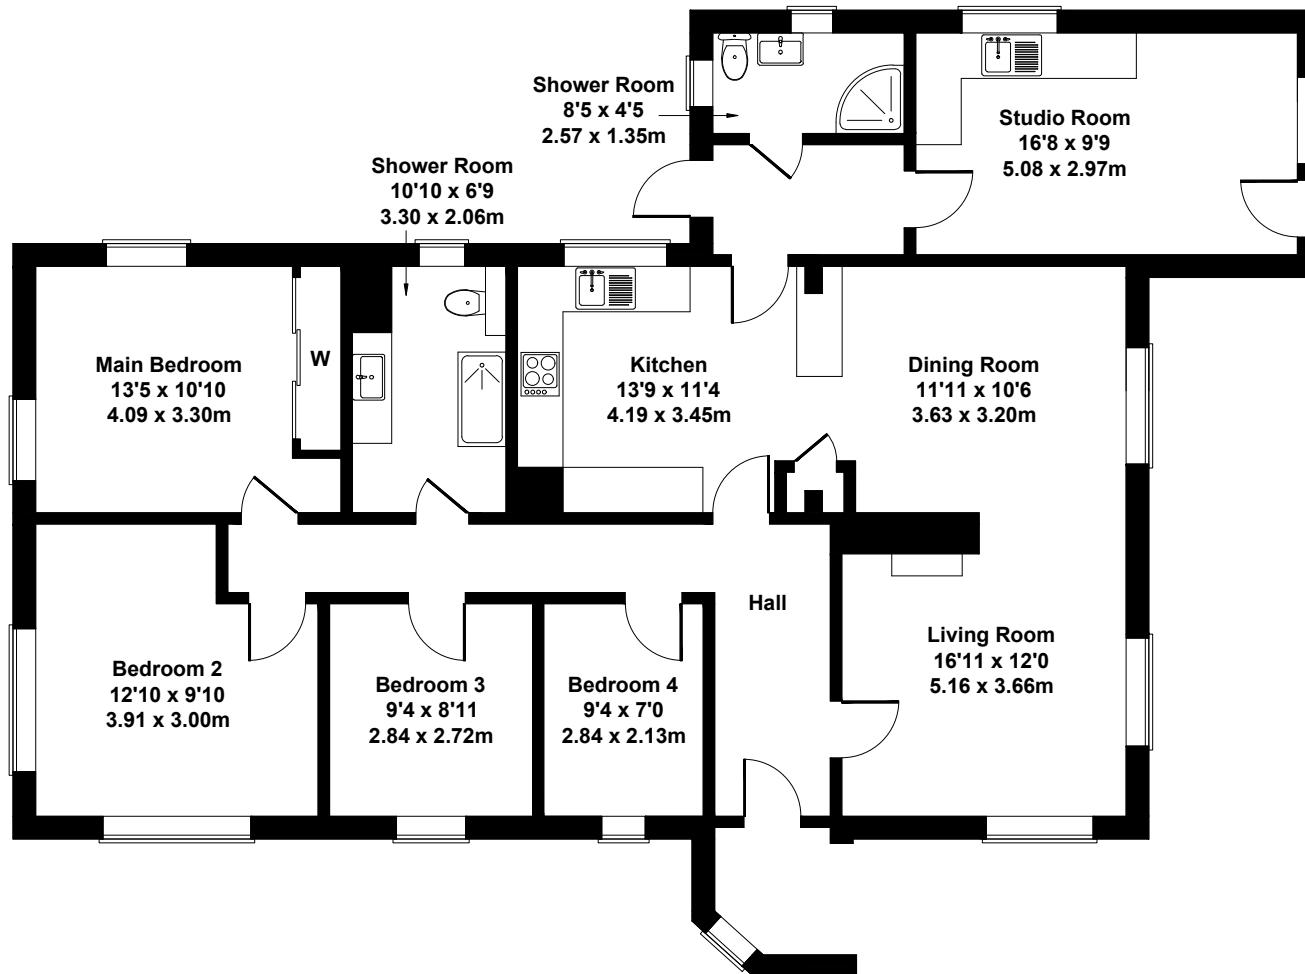 Shower Room
8'5 x 4'5
2.57 x 1.35m
Studio Room
16'8 x 9'9
5.08 x 2.97m
Shower Room
10'10 x 6'9
3.30 x 2.06m
Main Bedroom
13'5 x 10'10
4.09 x 3.30m
W
Kitchen
13'9 x 11'4
4.19 x 3.45m
Dining Room
11'11 x 10'6
3.63 x 3.20m
Hall
Living Room
16'11 x 12'0
5.16 x 3.66m
Bedroom 2
12'10 x 9'10
3.91 x 3.00m
Bedroom 3
9'4 x 8'11
2.84 x 2.72m
Bedroom 4
9'4 x 7'0
2.84 x 2.13m